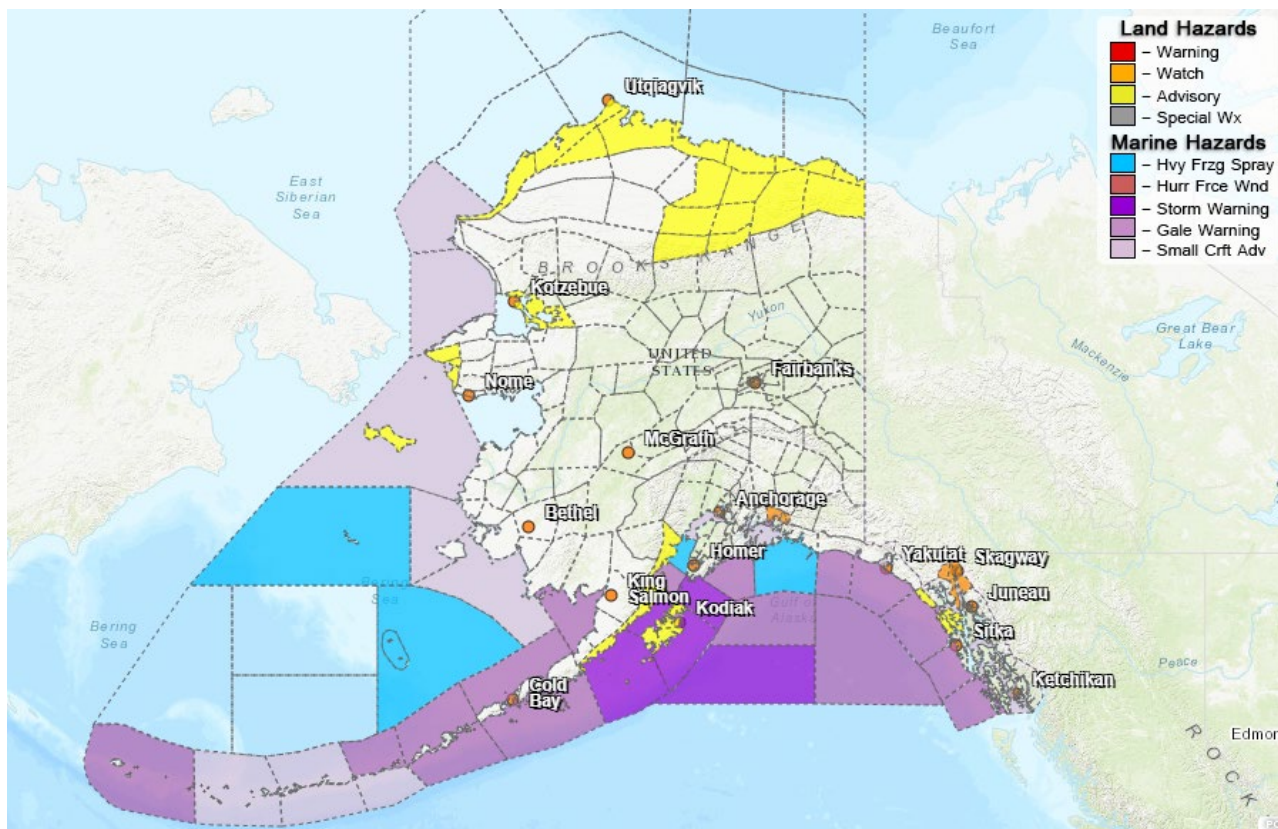 Land Hazards
– Warning
– Watch
– Advisory
– Special Wx
Marine Hazards
– Hvy Frzg Spray
– Hurr Frce Wnd
– Storm Warning
– Gale Warning
– Small Crft Adv
Beaufort
Sea
Utqiagvik
East
Siberian
Sea
BROOKS RANGE
Kotzebue
Yukon
Great Bear
Lake
Mackenzie
UNITED
STATES
Fairbanks
Nome
McGrath
Anchorage
Bethel
Homer
Yakutat
Skagway
King
Salmon
Juneau
Kodiak
Gulf of
Alaska
Bering
Sea
Bering
Sea
Sitka
Peace
Ketchikan
Cold
Bay
Edmon
ROCK